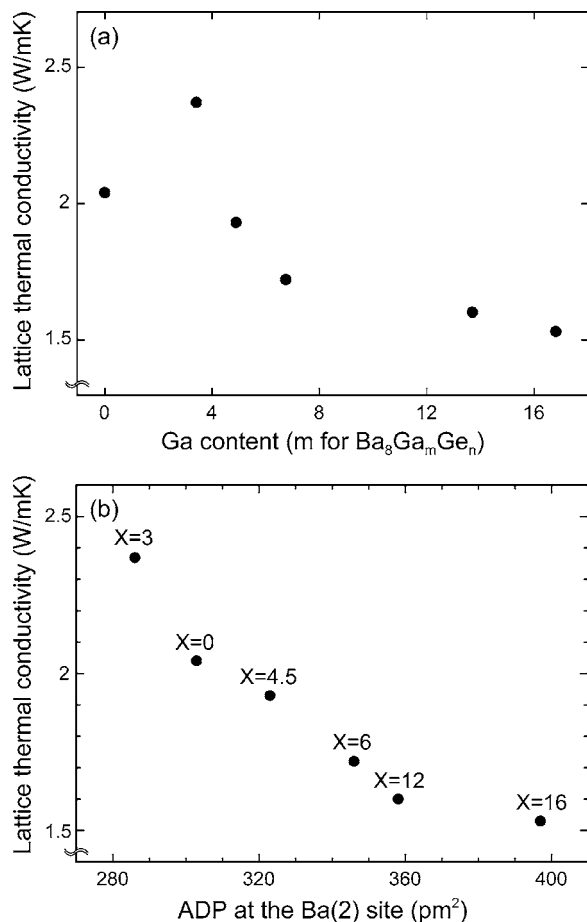 (a)
Lattice thermal conductivity (W/mK)
2.5
2
1.5
0 4 8 12 16
Ga content (m for Ba₈GaₘGeₙ)
(b)
Lattice thermal conductivity (W/mK)
2.5
2
1.5
X=3
X=0
X=4.5
X=6
X=12
X=16
280 320 360 400
ADP at the Ba(2) site (pm²)